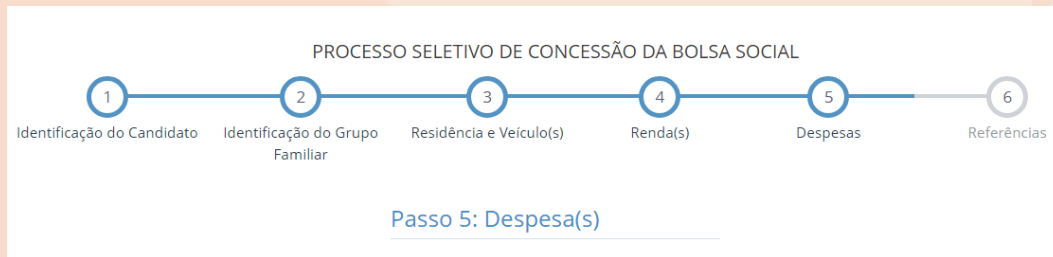 PROCESSO SELETIVO DE CONCESSÃO DA BOLSA SOCIAL
1 2 3 4 5 6
Identificação do Candidato Identificação do Grupo Residência e Veículo(s) Renda(s) Despesas Referências
Familiar
Passo 5: Despesa(s)